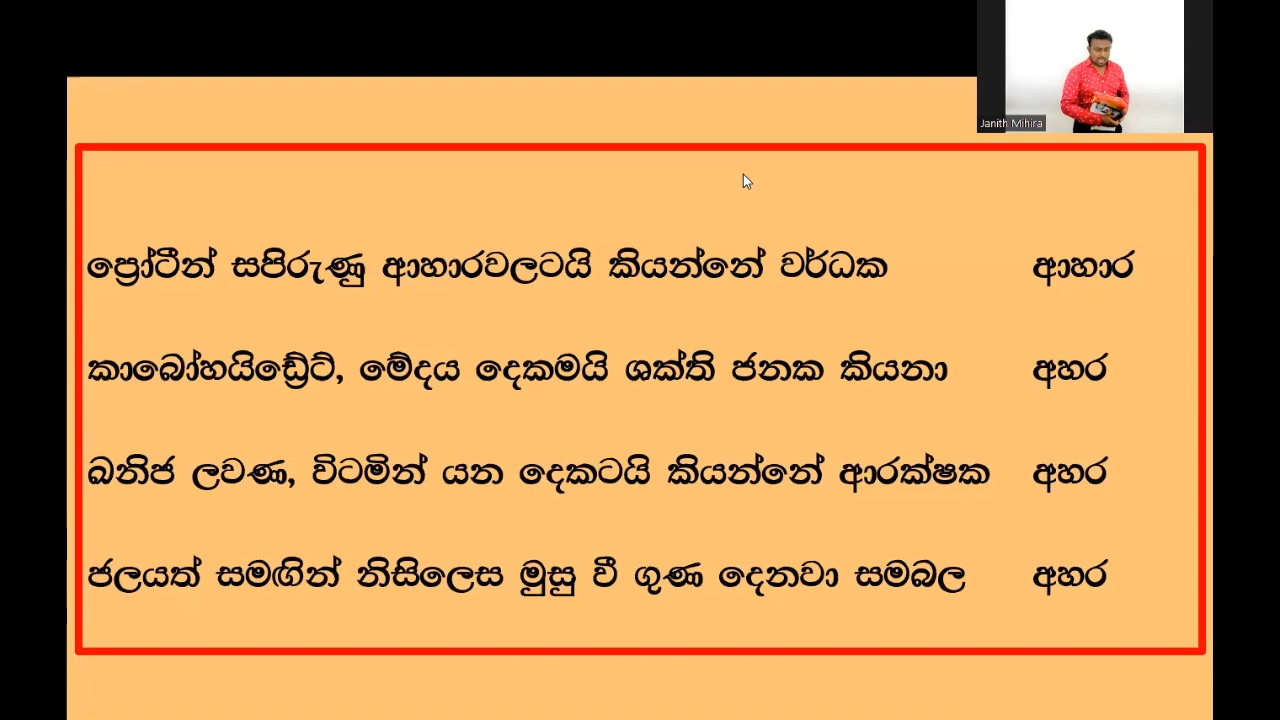 Janith Mihira
ප්‍රෝටීන් සපිරුණු ආහාරවලටයි කියන්නේ වර්ධක ආහාර
කාබෝහයිඩ්‍රේට්, මේදය දෙකමයි ශක්ති ජනක කියනා අහර
ඛනිජ ලවණ, විටමින් යන දෙකටයි කියන්නේ ආරක්ෂක අහර
ජලයත් සමඟින් නිසිලෙස මුසු වී ගුණ දෙනවා සමබල අහර